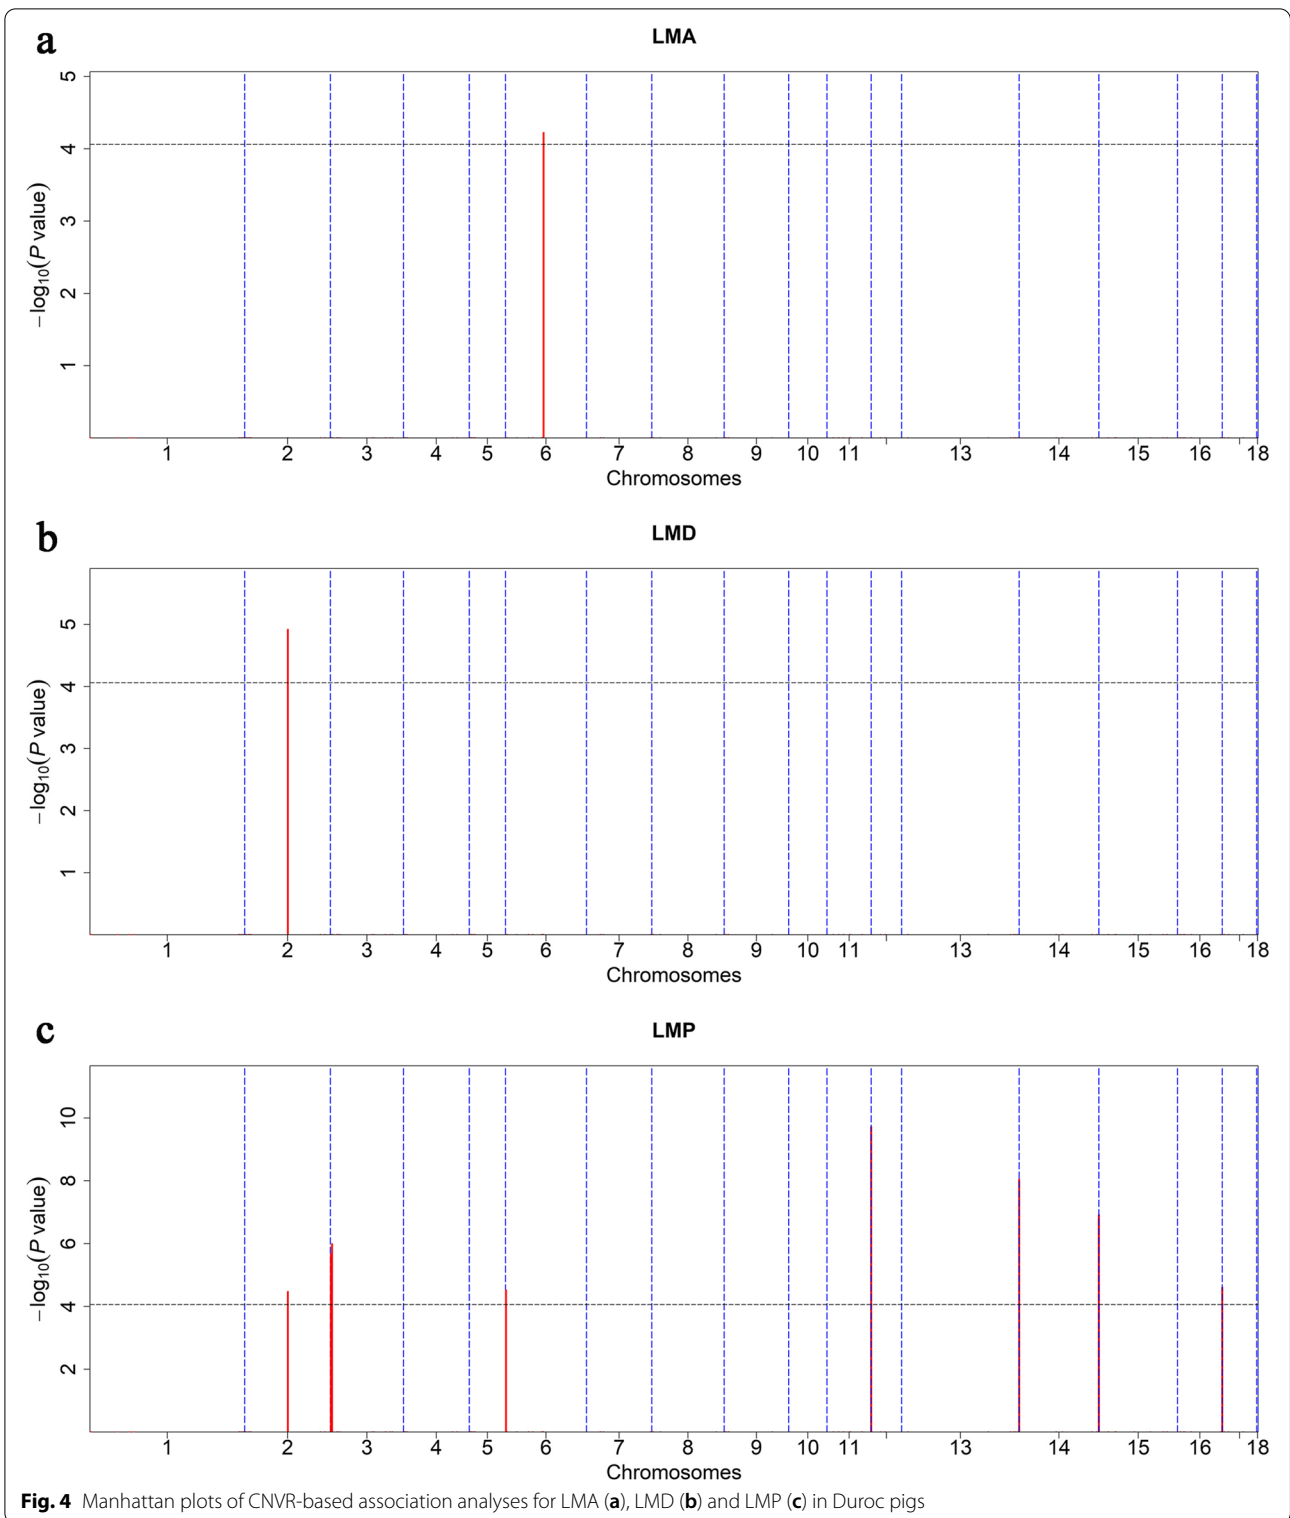 a
LMA
5
4
3
2
1
−log₁₀(P value)
1 2 3 4 5 6 7 8 9 10 11 13 14 15 16 18
Chromosomes
b
LMD
5
4
3
2
1
−log₁₀(P value)
1 2 3 4 5 6 7 8 9 10 11 13 14 15 16 18
Chromosomes
c
LMP
10
8
6
4
2
−log₁₀(P value)
1 2 3 4 5 6 7 8 9 10 11 13 14 15 16 18
Chromosomes
Fig. 4 Manhattan plots of CNVR-based association analyses for LMA (a), LMD (b) and LMP (c) in Duroc pigs